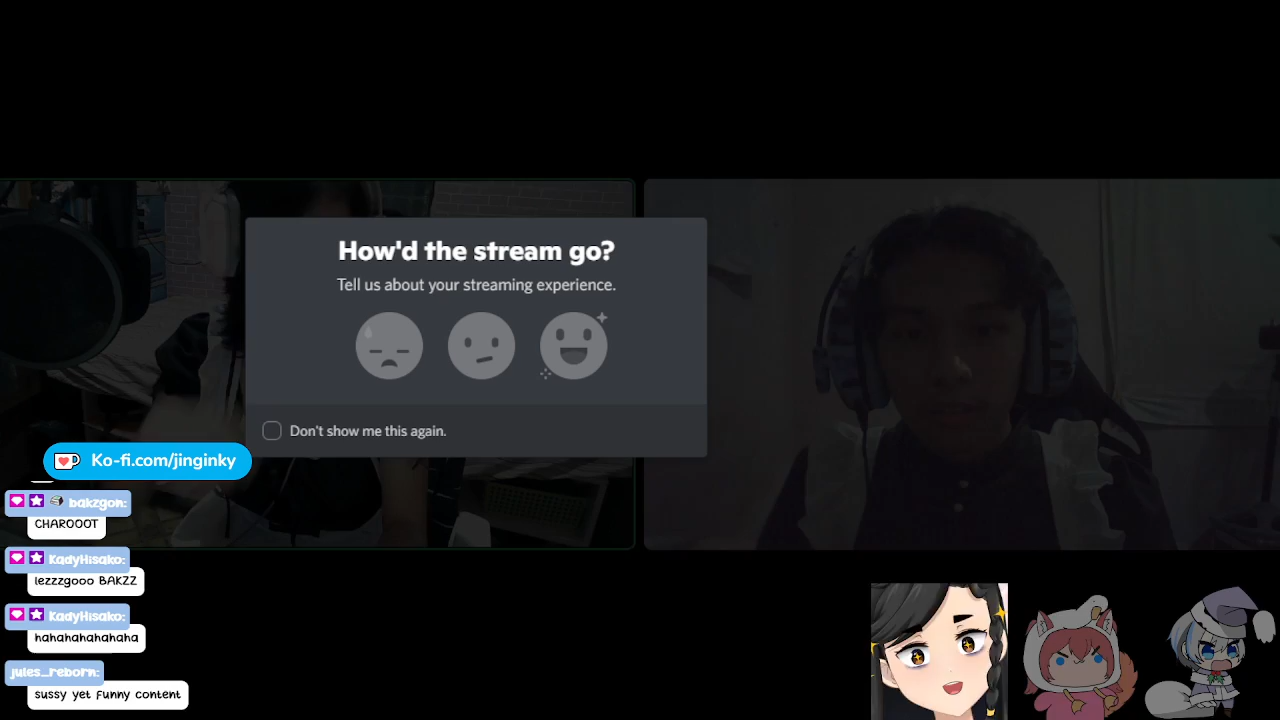 How'd the stream go?
Tell us about your streaming experience.
Don't show me this again.
Ko-fi.com/jinginky
bakzgon:
CHAROOOT
KadyHisako:
lezzzgooo BAKZZ
KadyHisako:
hahahahahahaha
jules_reborn:
sussy yet funny content